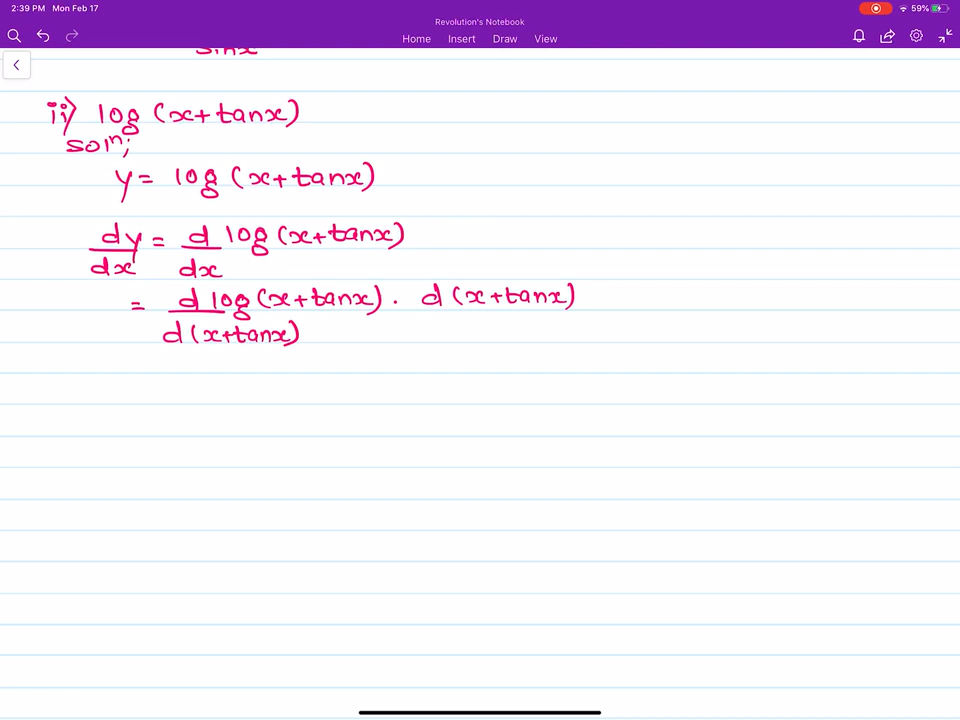 2:39 PM Mon Feb 17
59%
Revolution's Notebook
Home Insert Draw View
sinx
ii) log (x+tanx)
soln;
y = log (x+tanx)
dy/dx = d/dx log (x+tanx)
= d log (x+tanx)/d(x+tanx) . d (x+tanx)